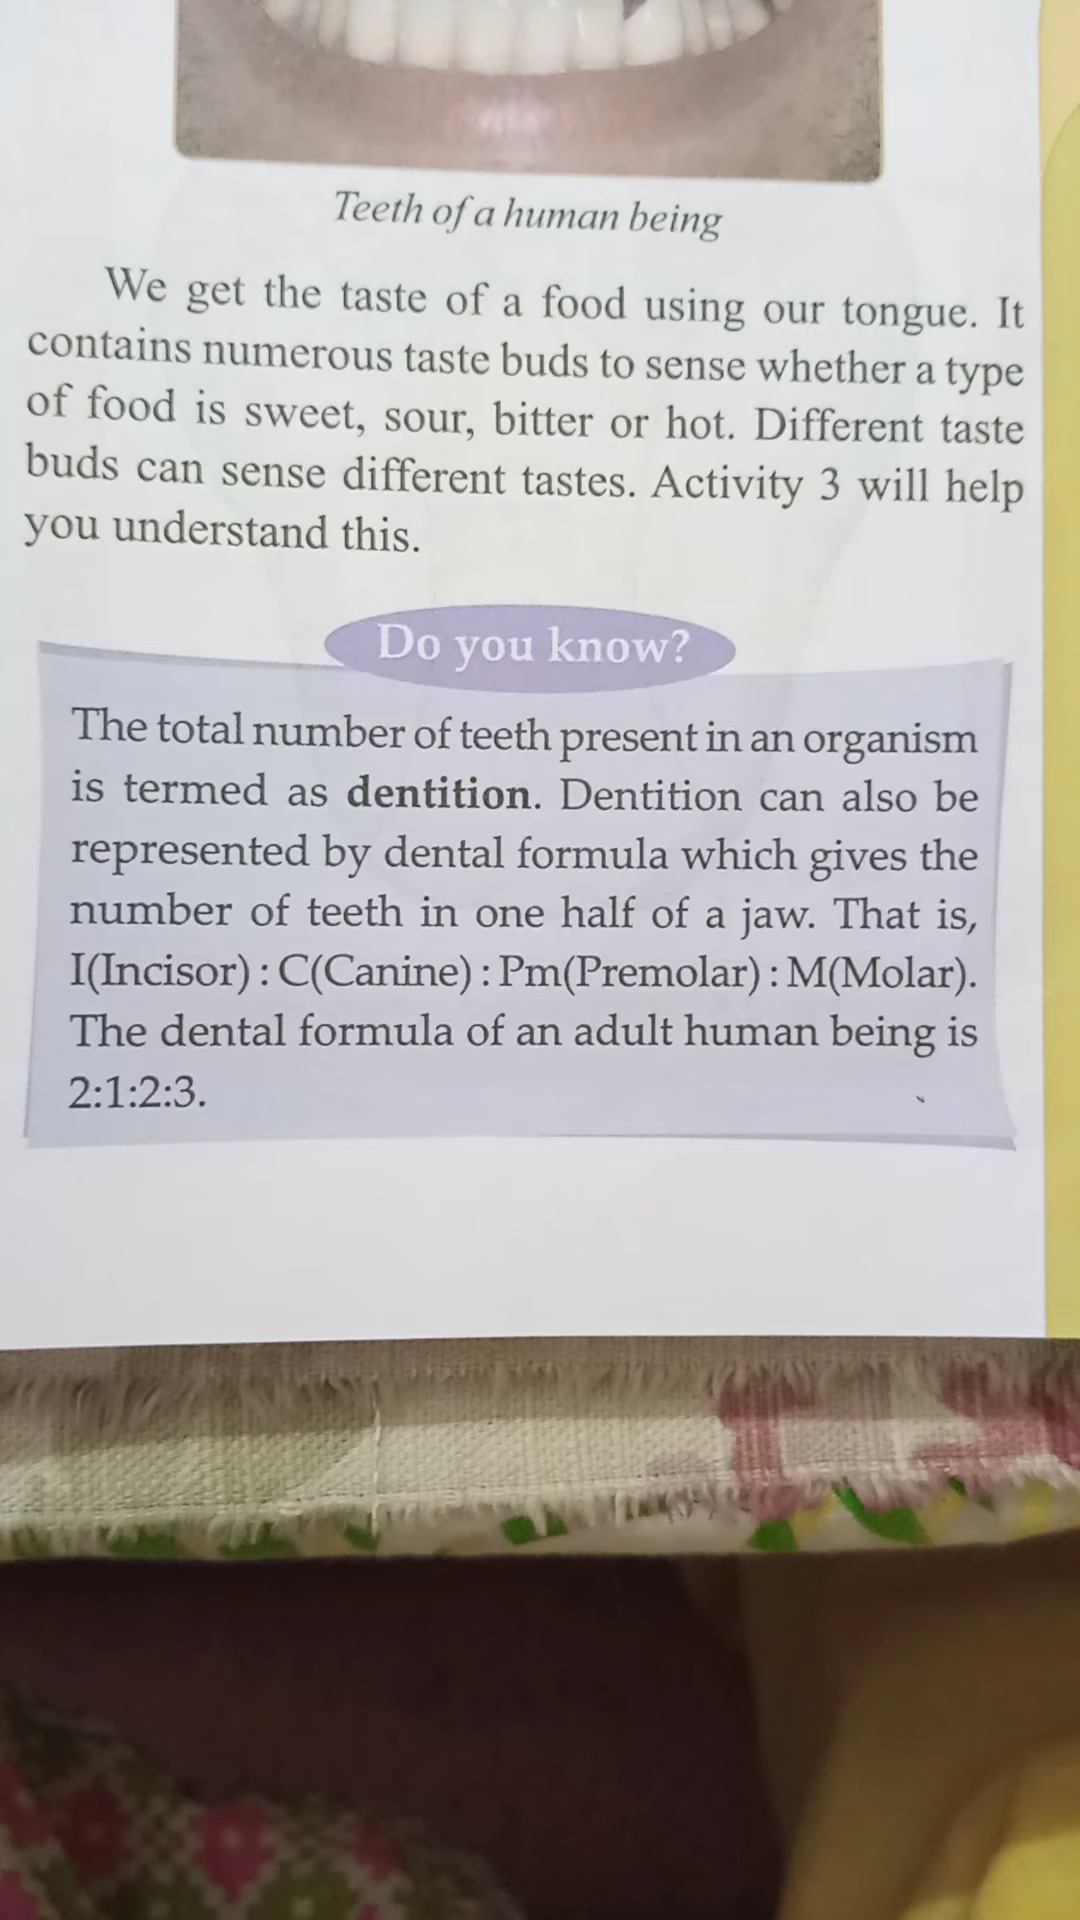 Teeth of a human being
We get the taste of a food using our tongue. It
contains numerous taste buds to sense whether a type
of food is sweet, sour, bitter or hot. Different taste
buds can sense different tastes. Activity 3 will help
you understand this.
Do you know?
The total number of teeth present in an organism
is termed as dentition. Dentition can also be
represented by dental formula which gives the
number of teeth in one half of a jaw. That is,
I(Incisor) : C(Canine) : Pm(Premolar) : M(Molar).
The dental formula of an adult human being is
2:1:2:3.